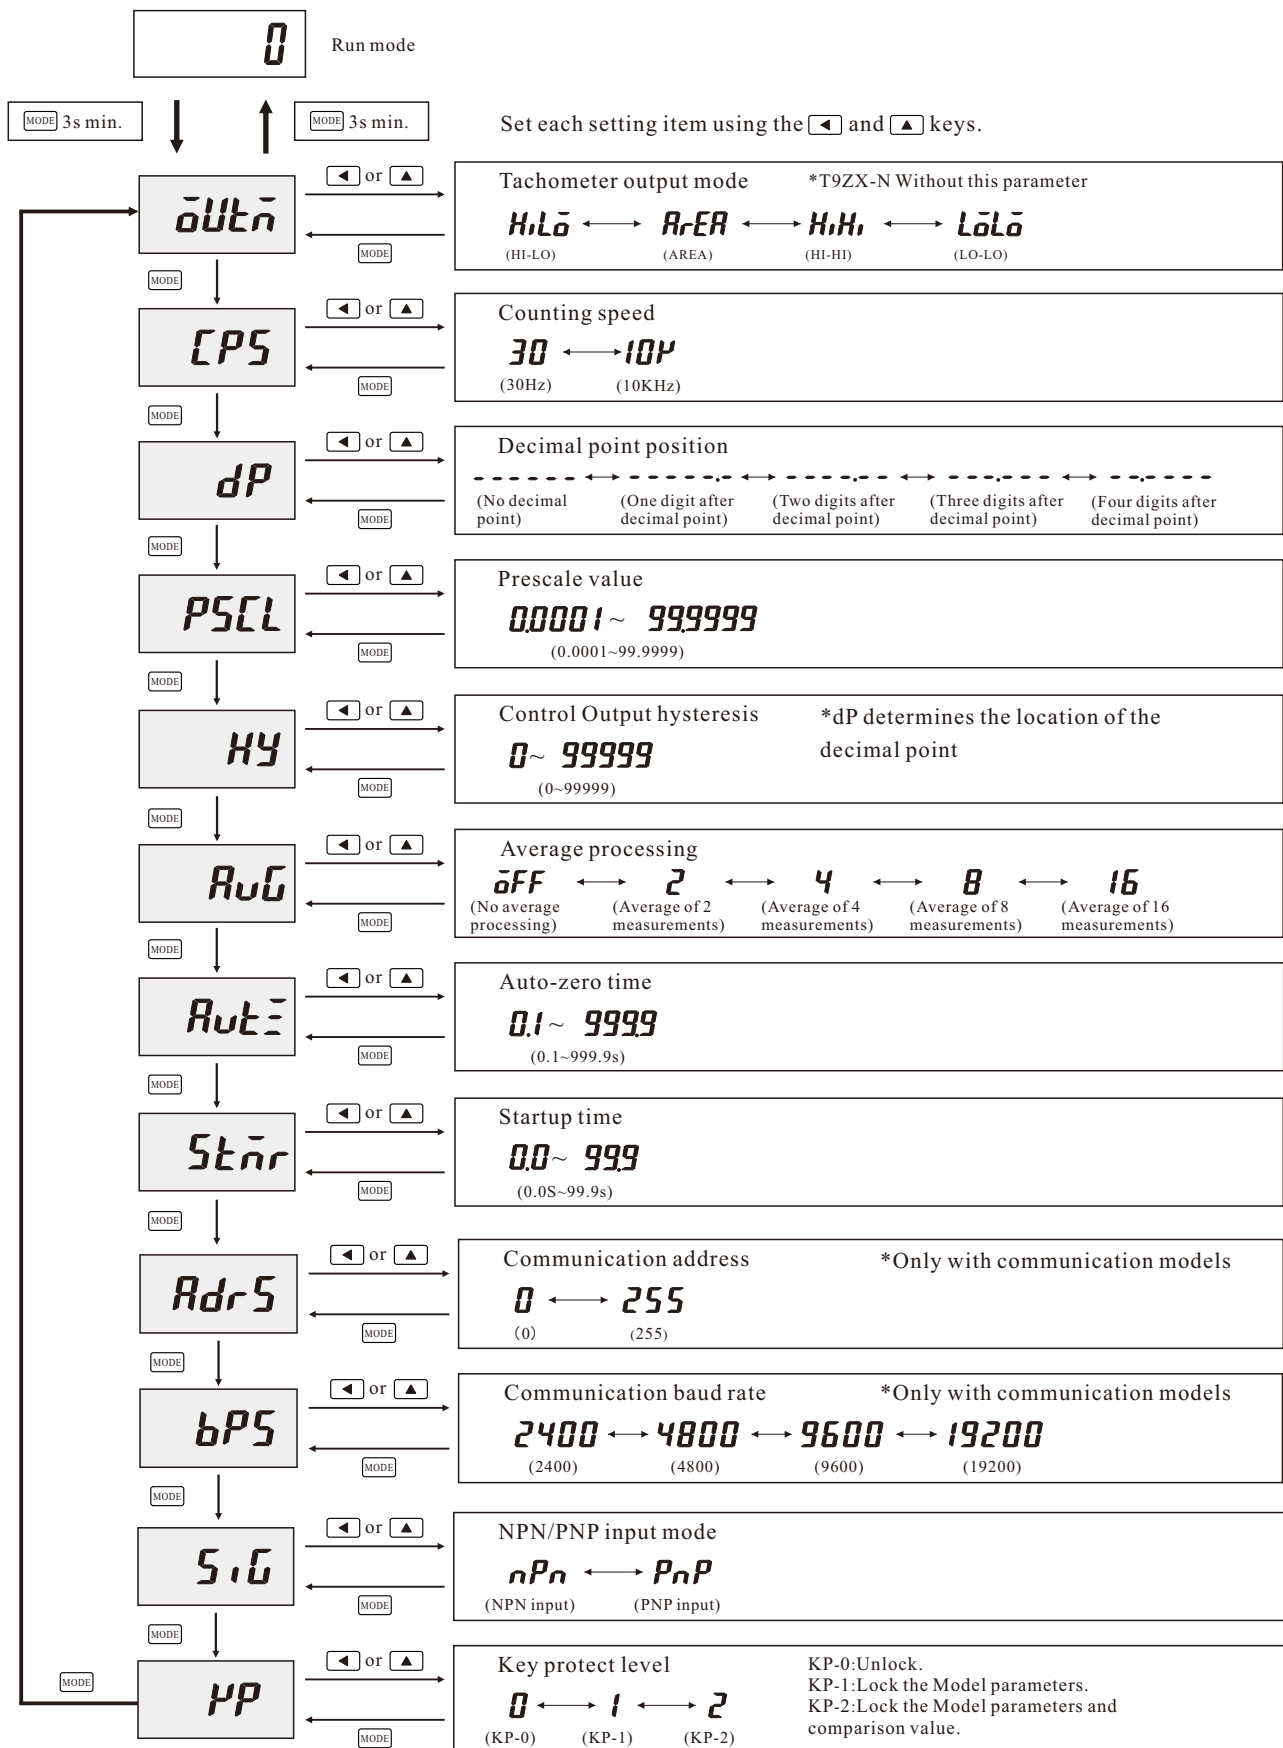 0 Run mode
MODE 3s min. MODE 3s min.
Set each setting item using the ◀ and ▲ keys.
ōUtn̄
◀ or ▲
MODE
Tachometer output mode *T9ZX-N Without this parameter
HiLō ArEA HiHi LōLō
(HI-LO) (AREA) (HI-HI) (LO-LO)
MODE
CPS
◀ or ▲
MODE
Counting speed
30 10K
(30Hz) (10KHz)
MODE
dP
◀ or ▲
MODE
Decimal point position
- - - - - - - - - - -.- - - - -.- - - - -.- - - - -.- - - -
(No decimal point) (One digit after decimal point) (Two digits after decimal point) (Three digits after decimal point) (Four digits after decimal point)
MODE
PSCL
◀ or ▲
MODE
Prescale value
0.0001~ 99.9999
(0.0001~99.9999)
MODE
HY
◀ or ▲
MODE
Control Output hysteresis *dP determines the location of the
decimal point
0~ 99999
(0~99999)
MODE
AvG
◀ or ▲
MODE
Average processing
ōFF 2 4 8 16
(No average processing) (Average of 2 measurements) (Average of 4 measurements) (Average of 8 measurements) (Average of 16 measurements)
MODE
AutΞ
◀ or ▲
MODE
Auto-zero time
0.1~ 999.9
(0.1~999.9s)
MODE
Stn̄r
◀ or ▲
MODE
Startup time
0.0~ 99.9
(0.0S~99.9s)
MODE
AdrS
◀ or ▲
MODE
Communication address *Only with communication models
0 255
(0) (255)
MODE
bPS
◀ or ▲
MODE
Communication baud rate *Only with communication models
2400 4800 9600 19200
(2400) (4800) (9600) (19200)
MODE
SiG
◀ or ▲
MODE
NPN/PNP input mode
nPn PnP
(NPN input) (PNP input)
MODE
MODE
KP
◀ or ▲
MODE
Key protect level
0 1 2
(KP-0) (KP-1) (KP-2)
KP-0:Unlock.
KP-1:Lock the Model parameters.
KP-2:Lock the Model parameters and
comparison value.